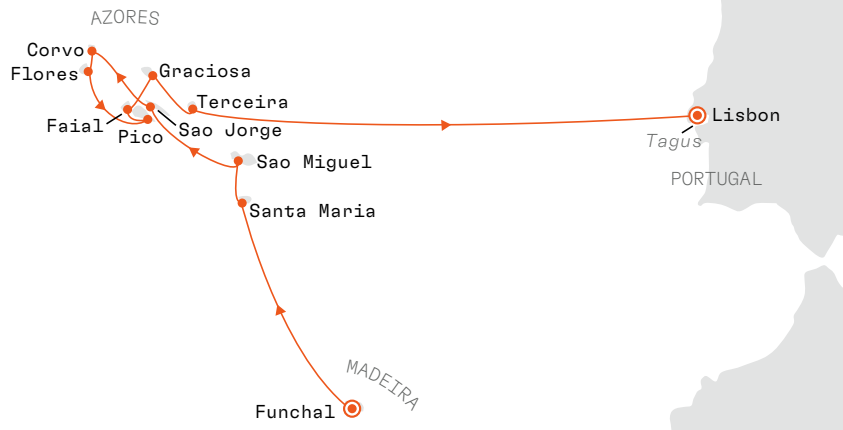 AZORES
Corvo
Flores
Graciosa
Terceira
Faial
Pico
Sao Jorge
Lisbon
Tagus
Sao Miguel
PORTUGAL
Santa Maria
MADEIRA
Funchal